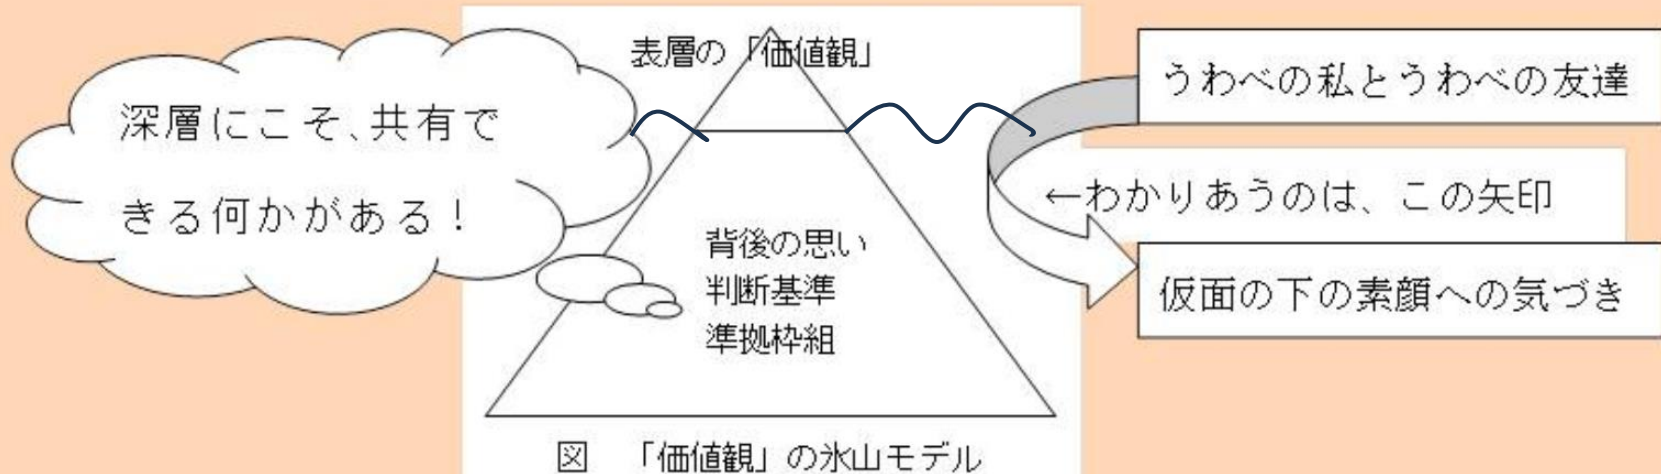 深層にこそ、共有で
きる何かがある！
表層の「価値観」
背後の思い
判断基準
準拠枠組
図　「価値観」の氷山モデル
うわべの私とうわべの友達
←わかりあうのは、この矢印
仮面の下の素顔への気づき